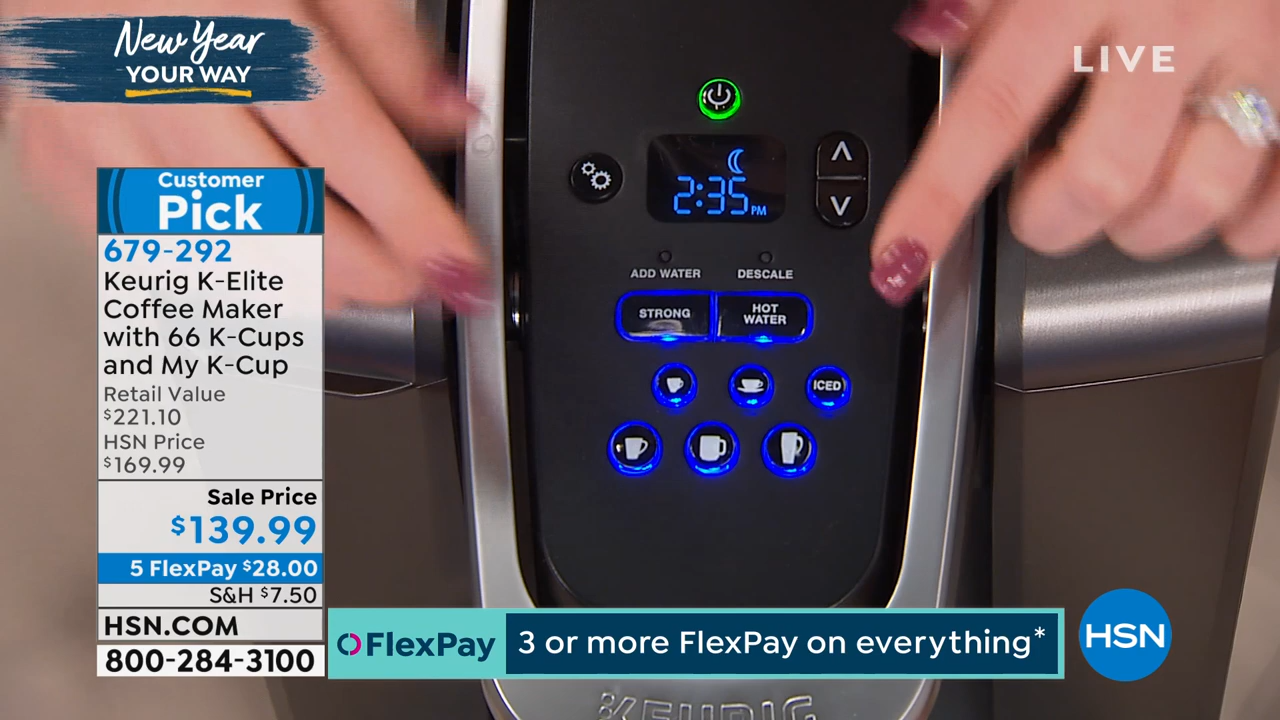 New Year
YOUR WAY
LIVE
Customer
Pick
679-292
Keurig K-Elite
Coffee Maker
with 66 K-Cups
and My K-Cup
Retail Value
$221.10
HSN Price
$169.99
Sale Price
$139.99
5 FlexPay $28.00
S&H $7.50
HSN.COM
800-284-3100
2:35 PM
ADD WATER
DESCALE
STRONG
HOT
WATER
ICED
FlexPay
3 or more FlexPay on everything*
HSN
KEURIG